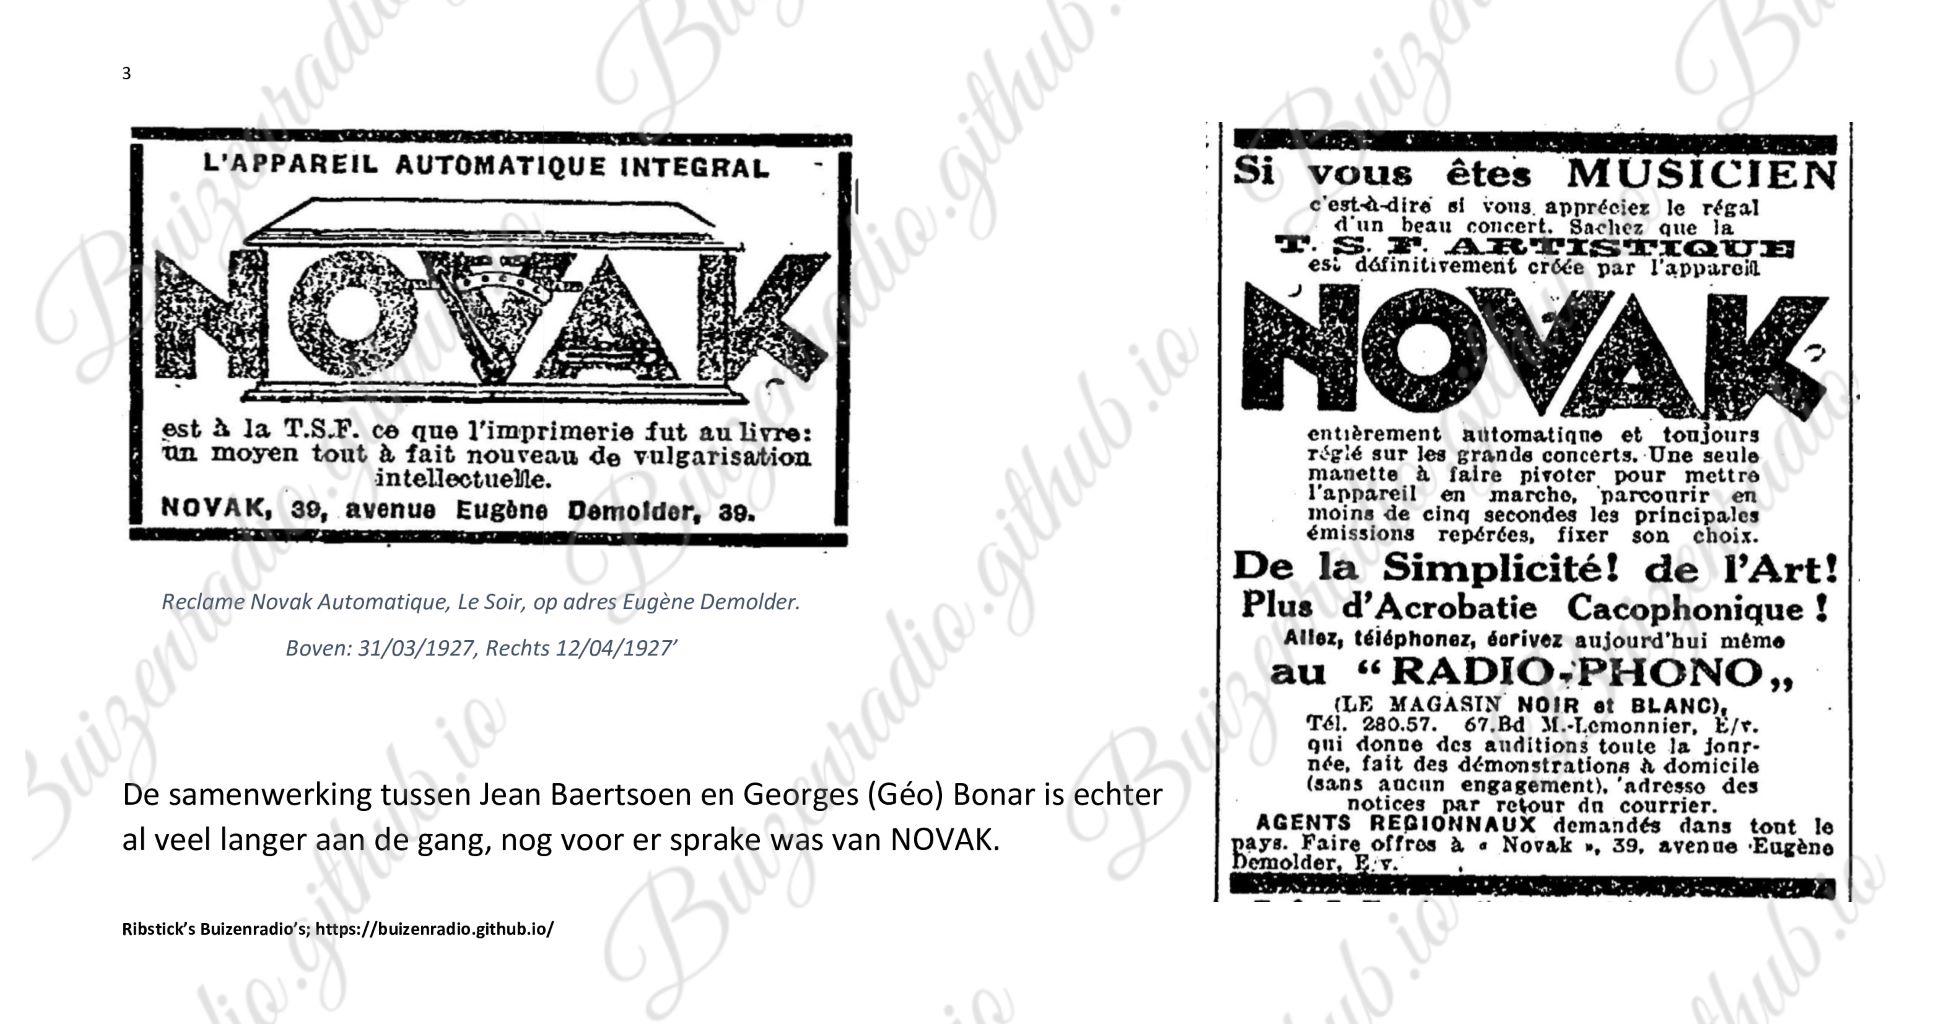 3
L'APPAREIL AUTOMATIQUE INTEGRAL
NOVAK
est à la T.S.F. ce que l'imprimerie fut au livre:
un moyen tout à fait nouveau de vulgarisation
intellectuelle.
NOVAK, 39, avenue Eugène Demolder, 39.
Reclame Novak Automatique, Le Soir, op adres Eugène Demolder.
Boven: 31/03/1927, Rechts 12/04/1927’
Si vous êtes MUSICIEN
c'est-à-dire si vous appréciez le régal
d'un beau concert. Sachez que la
T. S. F. ARTISTIQUE
est définitivement créée par l'appareil
NOVAK
entièrement automatique et toujours
réglé sur les grands concerts. Une seule
manette à faire pivoter pour mettre
l'appareil en marche, parcourir en
moins de cinq secondes les principales
émissions repérées, fixer son choix.
De la Simplicité! de l'Art!
Plus d'Acrobatie Cacophonique !
Allez, téléphonez, écrivez aujourd'hui même
au “ RADIO-PHONO „
(LE MAGASIN NOIR et BLANC),
Tél. 280.57. 67.Bd M.-Lemonnier, E/v.
qui donne des auditions toute la jour-
née, fait des démonstrations à domicile
(sans aucun engagement), adresse des
notices par retour du courrier.
AGENTS REGIONNAUX demandés dans tout le
pays. Faire offres à « Novak », 39, avenue Eugène
Demolder, E.v.
De samenwerking tussen Jean Baertsoen en Georges (Géo) Bonar is echter
al veel langer aan de gang, nog voor er sprake was van NOVAK.
Ribstick’s Buizenradio’s; https://buizenradio.github.io/
Buizenradio.github.io